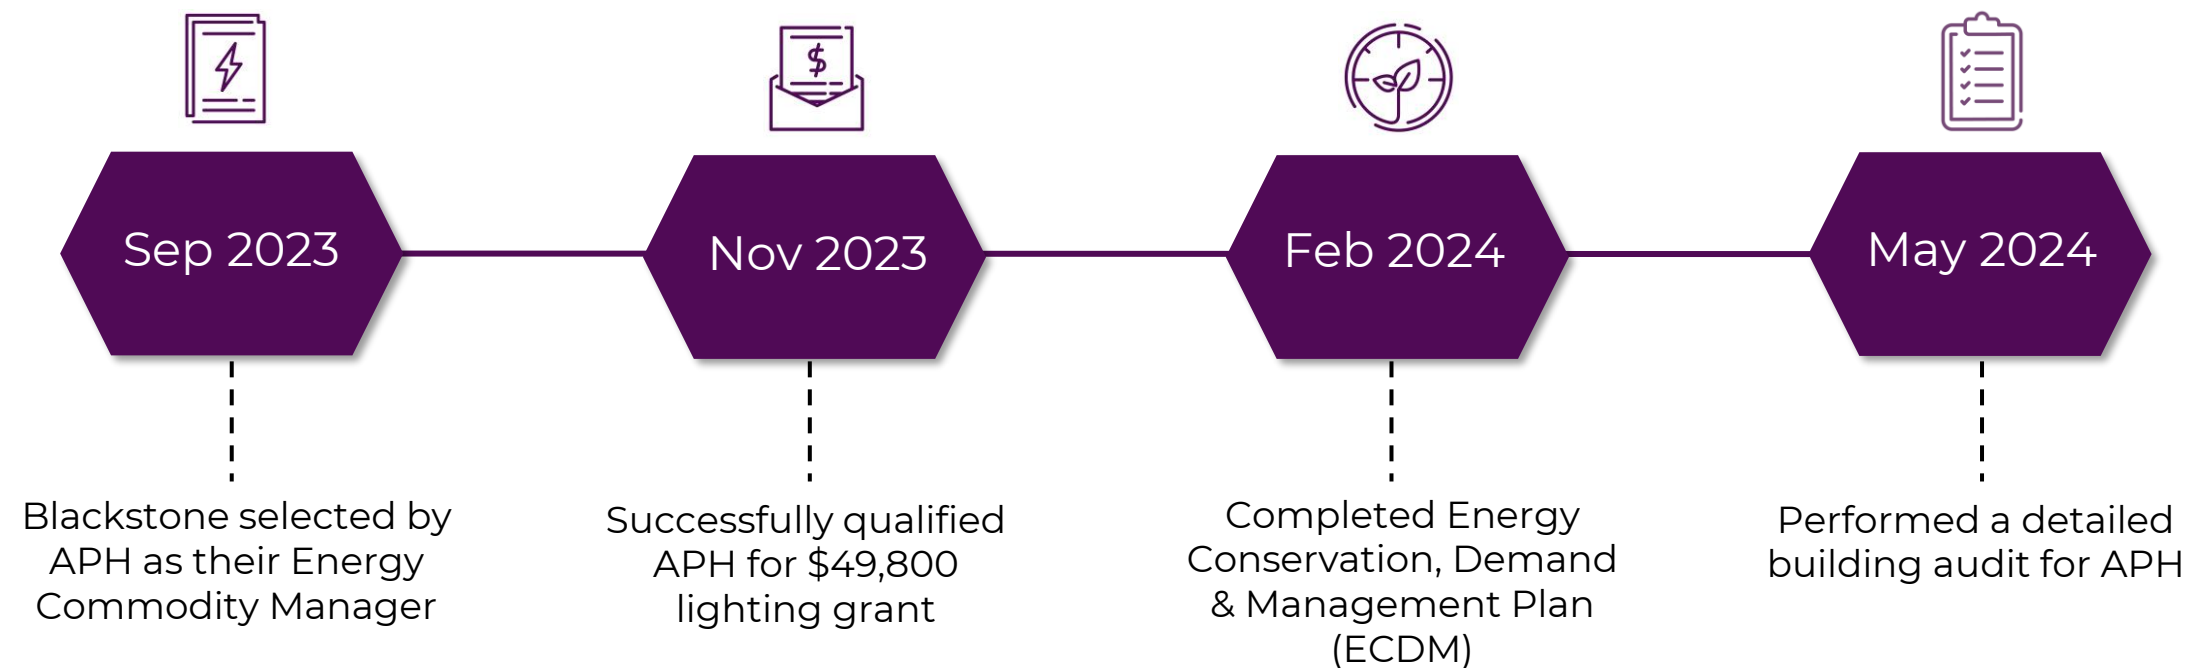 $
Sep 2023
Nov 2023
Feb 2024
May 2024
Blackstone selected by
APH as their Energy
Commodity Manager
Successfully qualified
APH for $49,800
lighting grant
Completed Energy
Conservation, Demand
& Management Plan
(ECDM)
Performed a detailed
building audit for APH